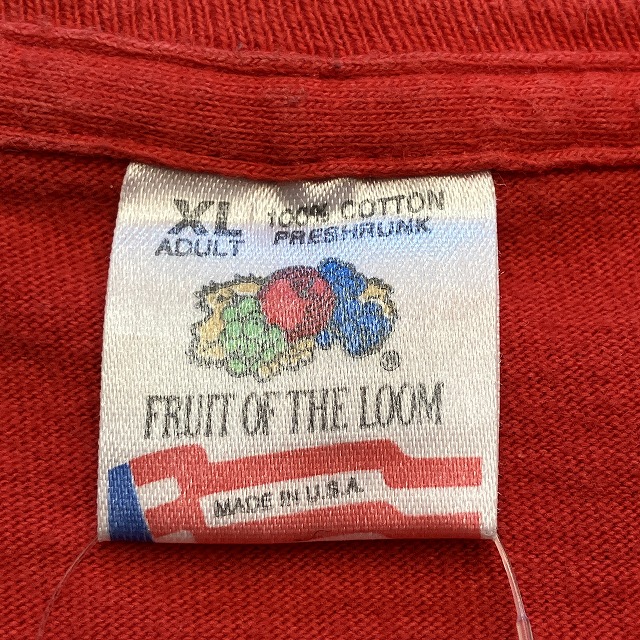 XL 100% COTTON
ADULT PRESHRUNK
®
FRUIT OF THE LOOM
MADE IN U.S.A.